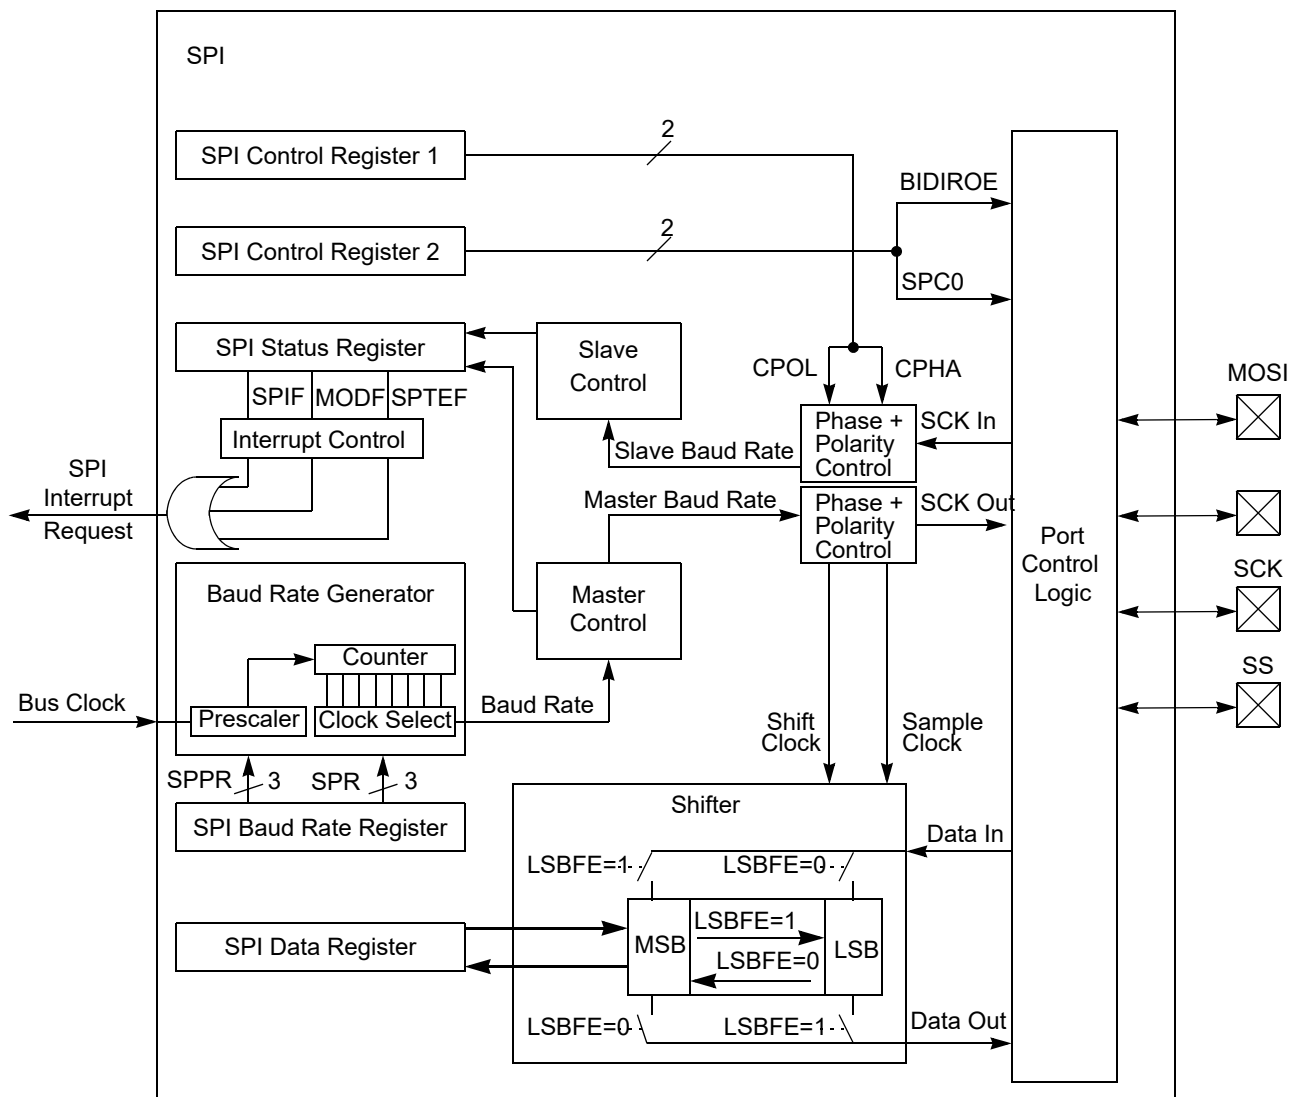 SPI
SPI Control Register 1
2
BIDIROE
SPI Control Register 2
2
SPC0
SPI Status Register
Slave
Control
CPOL
CPHA
MOSI
SPIF
MODF
SPTEF
Interrupt Control
Phase +
Polarity
Control
SCK In
Slave Baud Rate
SPI
Interrupt
Request
Master Baud Rate
Phase +
Polarity
Control
SCK Out
Port
Control
Logic
SCK
Baud Rate Generator
Master
Control
Counter
SS
Bus Clock
Prescaler
Clock Select
Baud Rate
Shift
Clock
Sample
Clock
SPPR
3
SPR
3
SPI Baud Rate Register
Shifter
Data In
LSBFE=1
LSBFE=0
SPI Data Register
MSB
LSBFE=1
LSBFE=0
LSB
LSBFE=0
LSBFE=1
Data Out